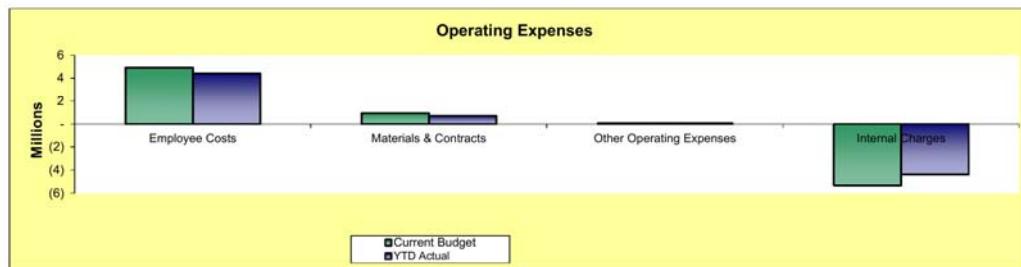 Operating Expenses
6
4
2
-
(2)
(4)
(6)
Millions
Employee Costs
Materials & Contracts
Other Operating Expenses
Internal Charges
Current Budget
YTD Actual